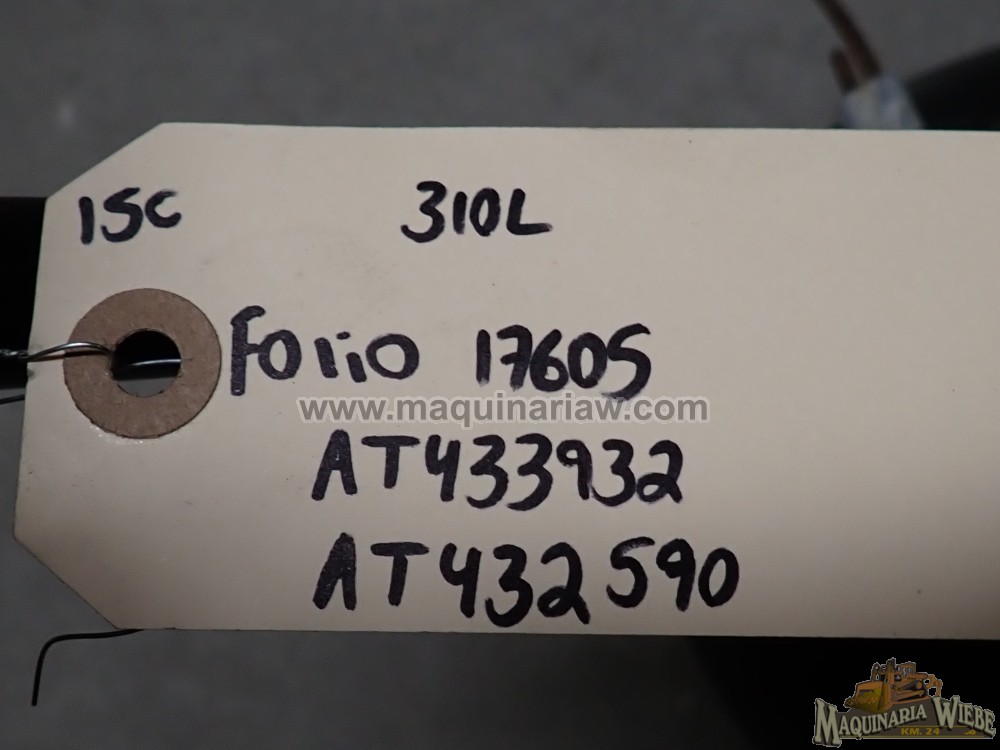 15C 310L
Folio 17605
www.maquinariaw.com
AT433932
AT432590
MAQUINARIA WIEBE
KM. 24